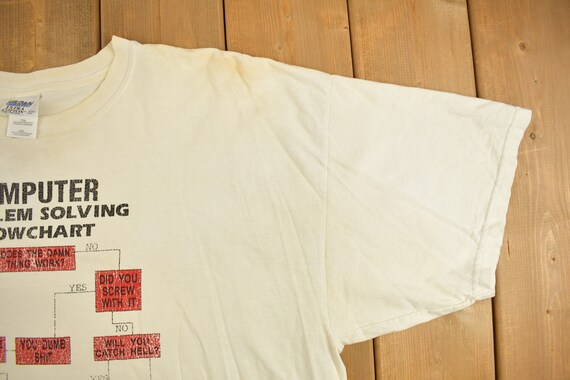 MPUTER
LEM SOLVING
OWCHART
DOES THE DAMN
THING WORK?
NO
YES
DID YOU
SCREW
WITH IT
NO
YOU DUMB
SHIT
WILL YOU
CATCH HELL?
YES